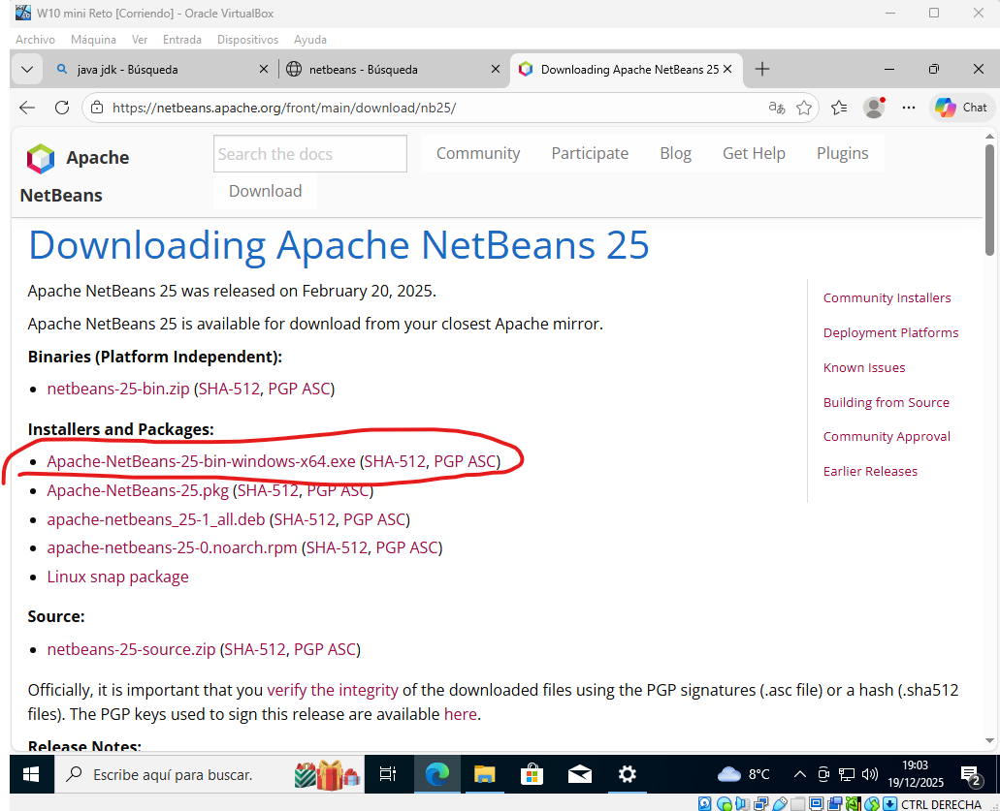 W10 mini Reto [Corriendo] - Oracle VirtualBox
Archivo Máquina Ver Entrada Dispositivos Ayuda
java jdk - Búsqueda
netbeans - Búsqueda
Downloading Apache NetBeans 25
https://netbeans.apache.org/front/main/download/nb25/
Chat
Apache NetBeans
Search the docs
Community Participate Blog Get Help Plugins
Download
Downloading Apache NetBeans 25
Apache NetBeans 25 was released on February 20, 2025.
Apache NetBeans 25 is available for download from your closest Apache mirror.
Binaries (Platform Independent):
netbeans-25-bin.zip (SHA-512, PGP ASC)
Installers and Packages:
Apache-NetBeans-25-bin-windows-x64.exe (SHA-512, PGP ASC)
Apache-NetBeans-25.pkg (SHA-512, PGP ASC)
apache-netbeans_25-1_all.deb (SHA-512, PGP ASC)
apache-netbeans-25-0.noarch.rpm (SHA-512, PGP ASC)
Linux snap package
Source:
netbeans-25-source.zip (SHA-512, PGP ASC)
Officially, it is important that you verify the integrity of the downloaded files using the PGP signatures (.asc file) or a hash (.sha512
files). The PGP keys used to sign this release are available here.
Release Notes:
Community Installers
Deployment Platforms
Known Issues
Building from Source
Community Approval
Earlier Releases
Escribe aquí para buscar.
8°C
19:03
19/12/2025
2
CTRL DERECHA